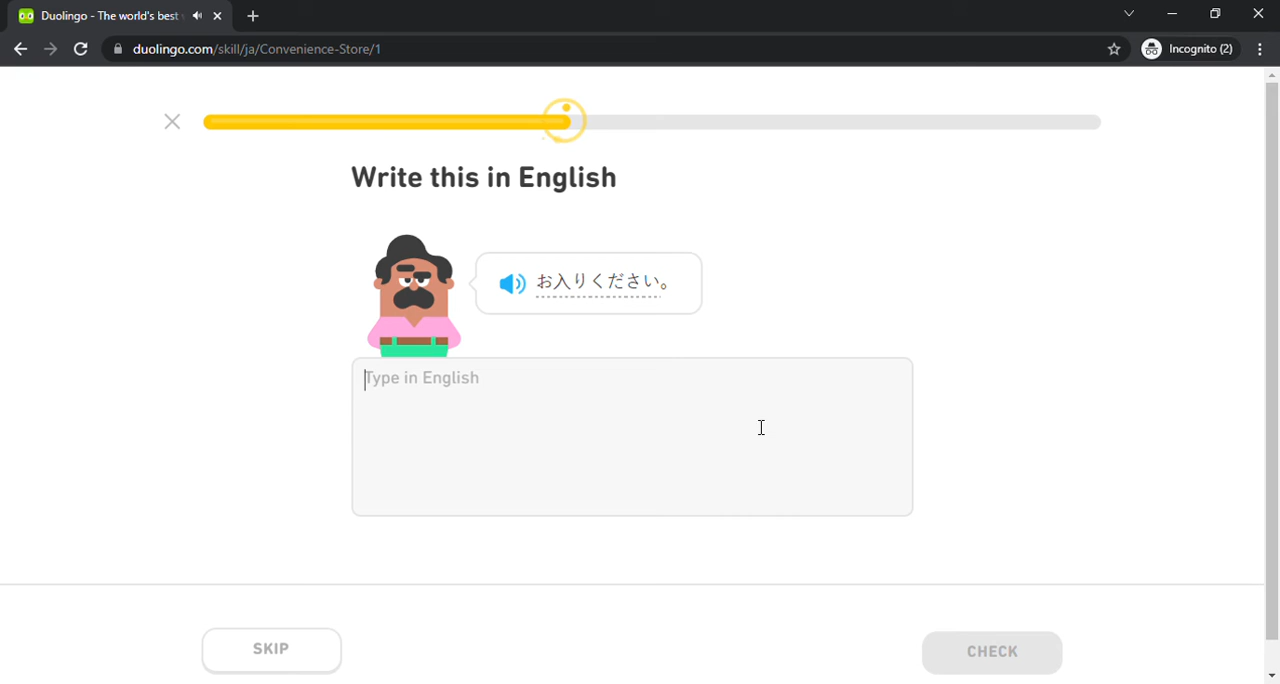 Duolingo - The world's best
duolingo.com/skill/ja/Convenience-Store/1
Incognito (2)
Write this in English
お入りください。
Type in English
SKIP
CHECK